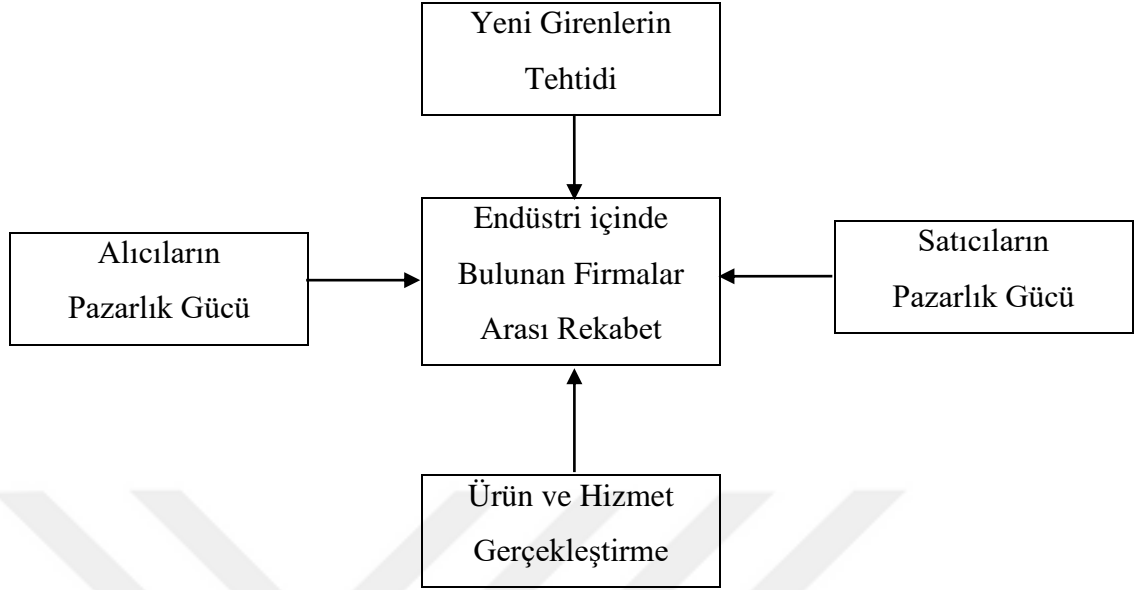 Yeni Girenlerin
Tehtidi
Alıcıların
Pazarlık Gücü
Endüstri içinde
Bulunan Firmalar
Arası Rekabet
Satıcıların
Pazarlık Gücü
Ürün ve Hizmet
Gerçekleştirme